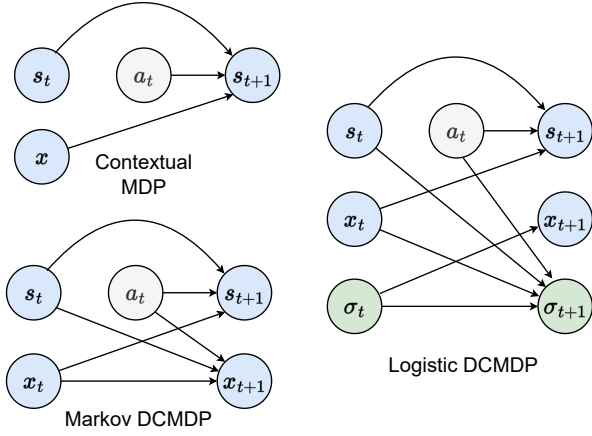 s_t
a_t
s_{t+1}
x
Contextual
MDP
s_t
a_t
s_{t+1}
x_t
x_{t+1}
Markov DCMDP
s_t
a_t
s_{t+1}
x_t
x_{t+1}
σ_t
σ_{t+1}
Logistic DCMDP